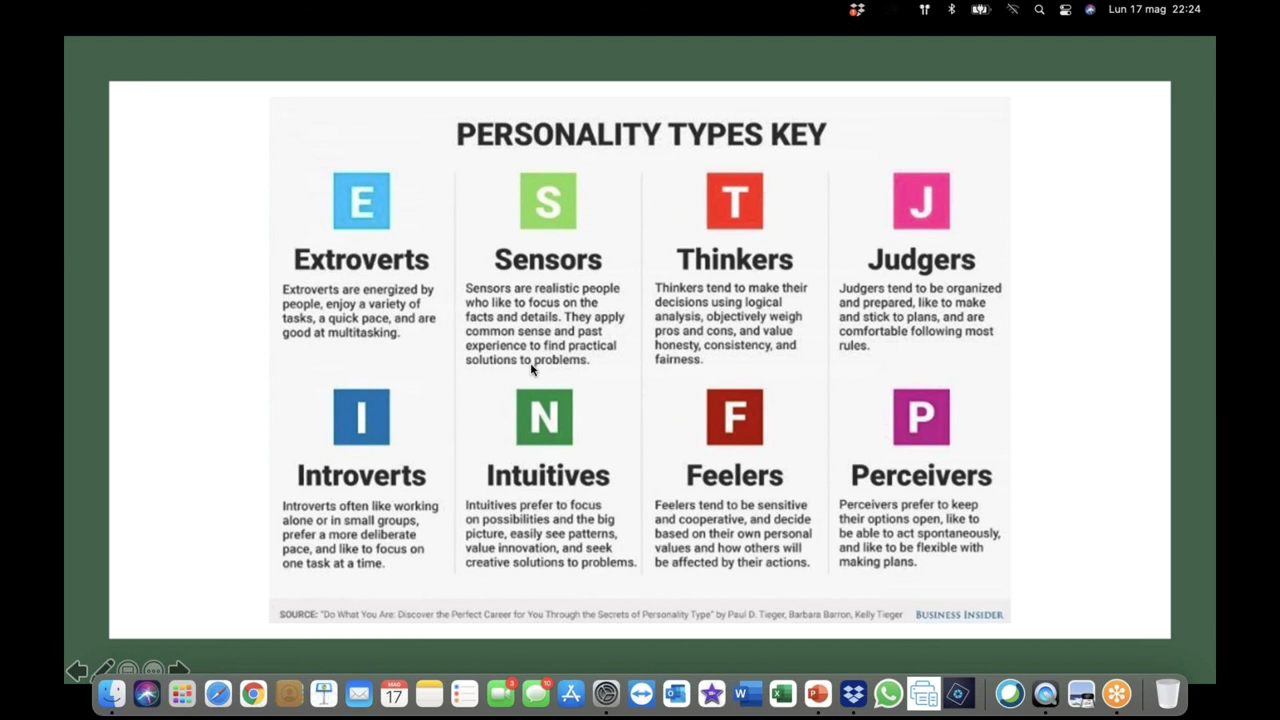 Lun 17 mag 22:24
PERSONALITY TYPES KEY
E
Extroverts
Extroverts are energized by
people, enjoy a variety of
tasks, a quick pace, and are
good at multitasking.
S
Sensors
Sensors are realistic people
who like to focus on the
facts and details. They apply
common sense and past
experience to find practical
solutions to problems.
T
Thinkers
Thinkers tend to make their
decisions using logical
analysis, objectively weigh
pros and cons, and value
honesty, consistency, and
fairness.
J
Judgers
Judgers tend to be organized
and prepared, like to make
and stick to plans, and are
comfortable following most
rules.
I
Introverts
Introverts often like working
alone or in small groups,
prefer a more deliberate
pace, and like to focus on
one task at a time.
N
Intuitives
Intuitives prefer to focus
on possibilities and the big
picture, easily see patterns,
value innovation, and seek
creative solutions to problems.
F
Feelers
Feelers tend to be sensitive
and cooperative, and decide
based on their own personal
values and how others will
be affected by their actions.
P
Perceivers
Perceivers prefer to keep
their options open, like to
be able to act spontaneously,
and like to be flexible with
making plans.
SOURCE: "Do What You Are: Discover the Perfect Career for You Through the Secrets of Personality Type" by Paul D. Tieger, Barbara Barron, Kelly Tieger
BUSINESS INSIDER
MAG
17
3
10
W
X
P